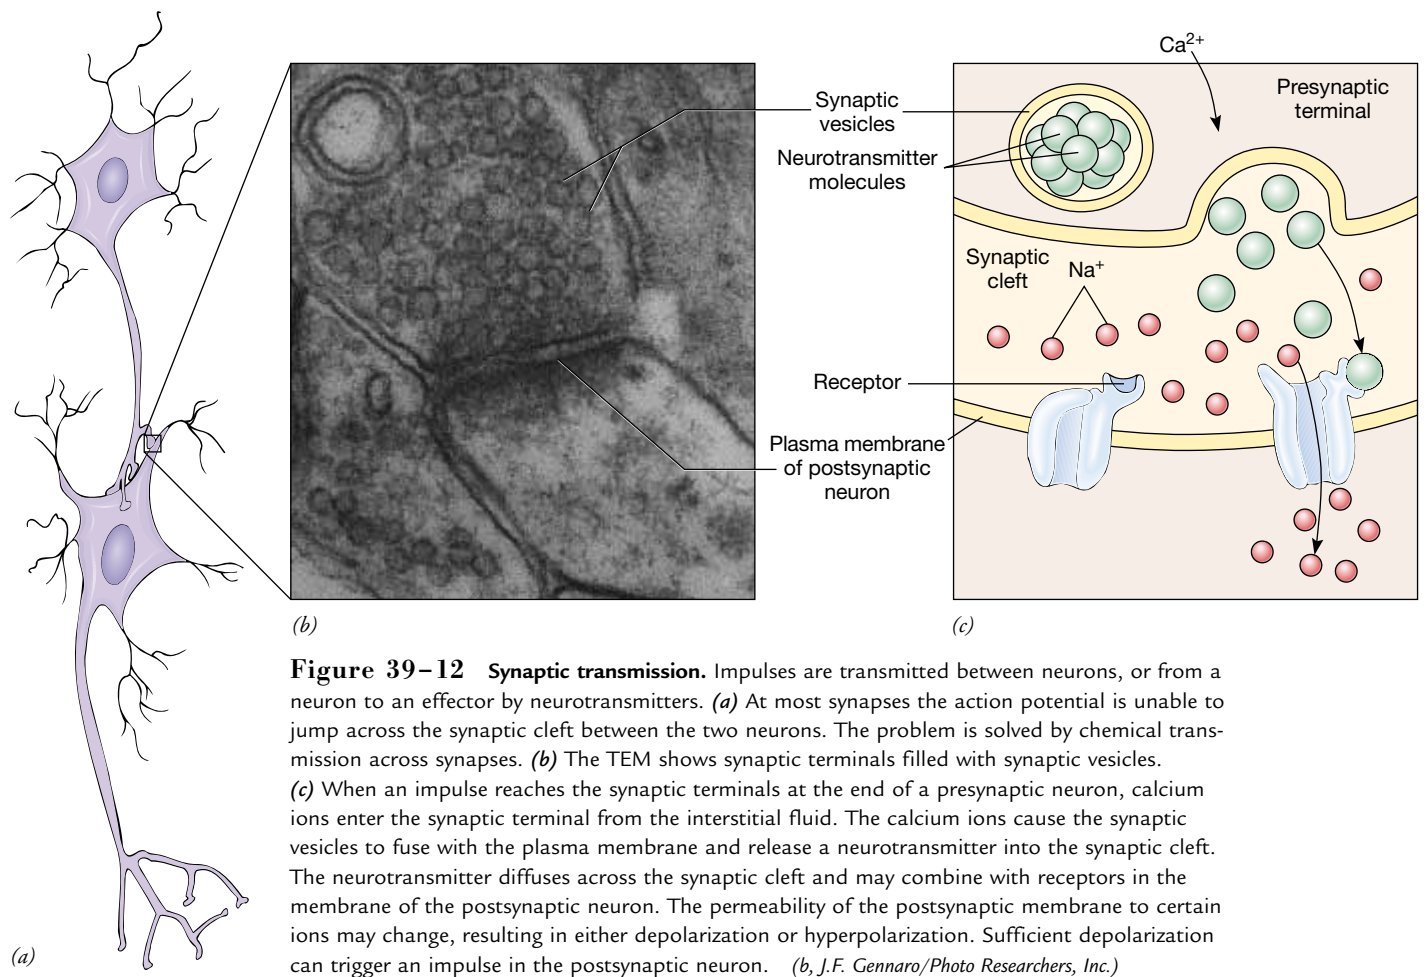 Ca2+
Presynaptic
terminal
Synaptic
vesicles
Neurotransmitter
molecules
Synaptic
cleft
Na+
Receptor
Plasma membrane
of postsynaptic
neuron
(a)
(b)
(c)
Figure 39–12 Synaptic transmission. Impulses are transmitted between neurons, or from a
neuron to an effector by neurotransmitters. (a) At most synapses the action potential is unable to
jump across the synaptic cleft between the two neurons. The problem is solved by chemical trans-
mission across synapses. (b) The TEM shows synaptic terminals filled with synaptic vesicles.
(c) When an impulse reaches the synaptic terminals at the end of a presynaptic neuron, calcium
ions enter the synaptic terminal from the interstitial fluid. The calcium ions cause the synaptic
vesicles to fuse with the plasma membrane and release a neurotransmitter into the synaptic cleft.
The neurotransmitter diffuses across the synaptic cleft and may combine with receptors in the
membrane of the postsynaptic neuron. The permeability of the postsynaptic membrane to certain
ions may change, resulting in either depolarization or hyperpolarization. Sufficient depolarization
can trigger an impulse in the postsynaptic neuron. (b, J.F. Gennaro/Photo Researchers, Inc.)